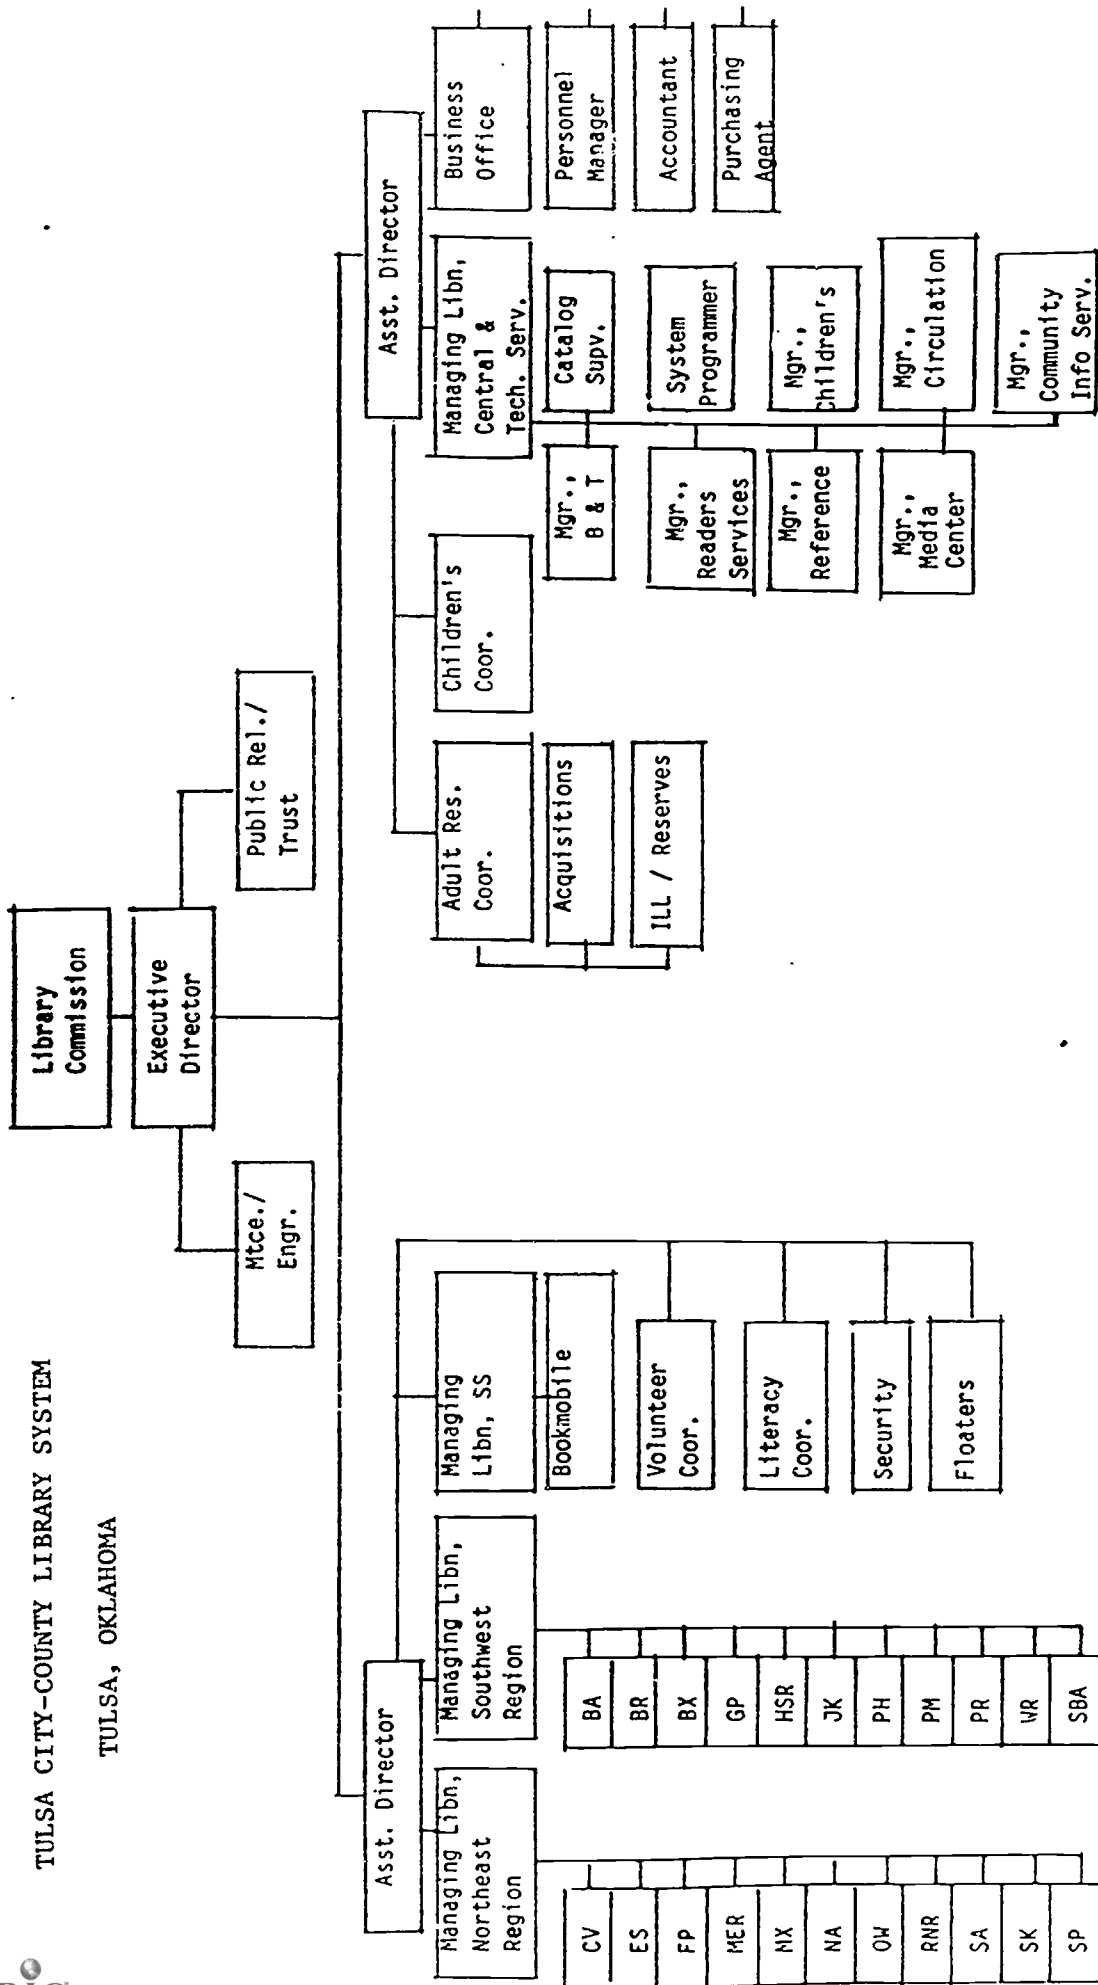 TULSA CITY-COUNTY LIBRARY SYSTEM
TULSA, OKLAHOMA
Library
Commission
Executive
Director
Mtce./
Engr.
Public Rel./
Trust
Asst. Director
Managing Libn,
Northeast
Region
CV
ES
FP
MER
MX
NA
OW
RNR
SA
SK
SP
Managing Libn,
Southwest
Region
BA
BR
BX
GP
HSR
JK
PH
PM
PR
WR
SBA
Managing
Libn, SS
Bookmobile
Volunteer
Coor.
Literacy
Coor.
Security
Floaters
Asst. Director
Adult Res.
Coor.
Acquisitions
ILL / Reserves
Children's
Coor.
Managing Libn,
Central &
Tech. Serv.
Mgr.,
B & T
Catalog
Supv.
Mgr.,
Readers
Services
System
Programmer
Mgr.,
Reference
Mgr.,
Children's
Mgr.,
Media
Center
Mgr.,
Circulation
Mgr.,
Community
Info Serv.
Business
Office
Personnel
Manager
Accountant
Purchasing
Agent